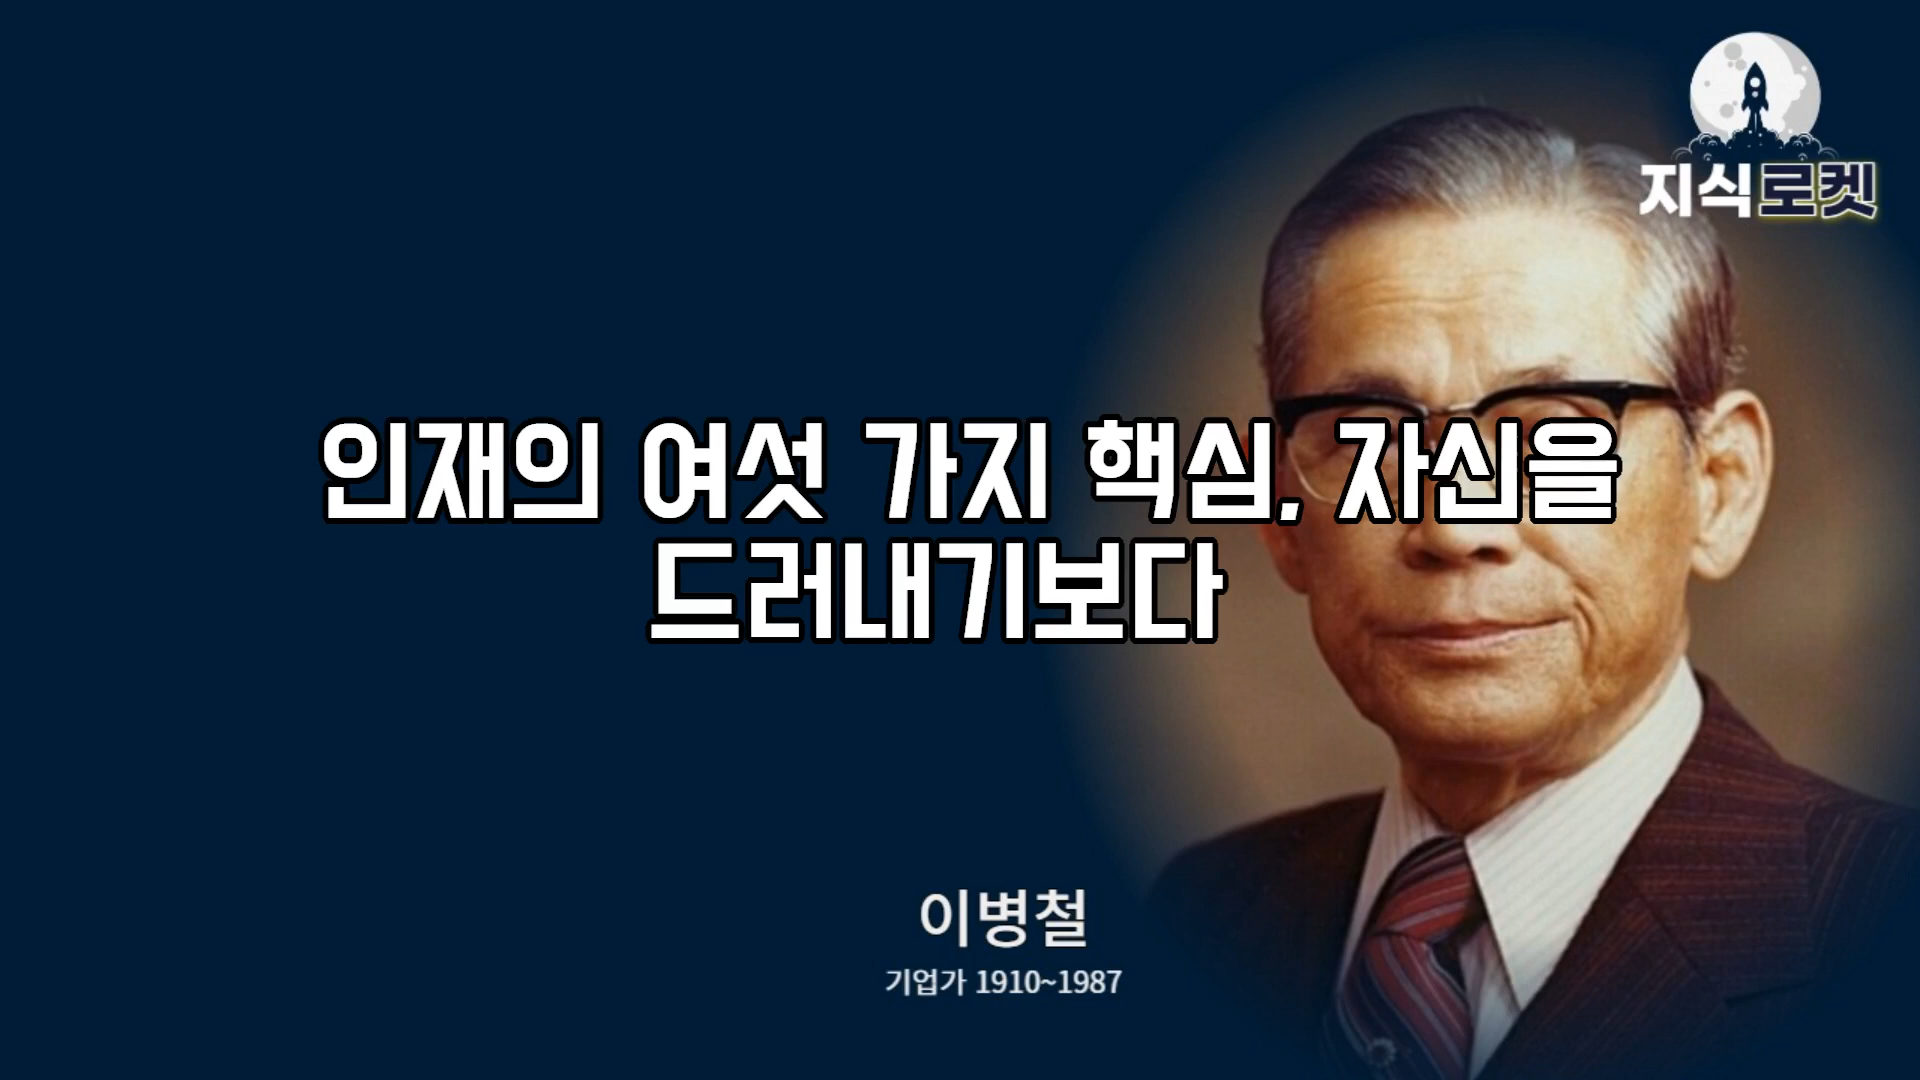 지식로켓
인재의 여섯 가지 핵심, 자신을
드러내기보다
이병철
기업가 1910~1987